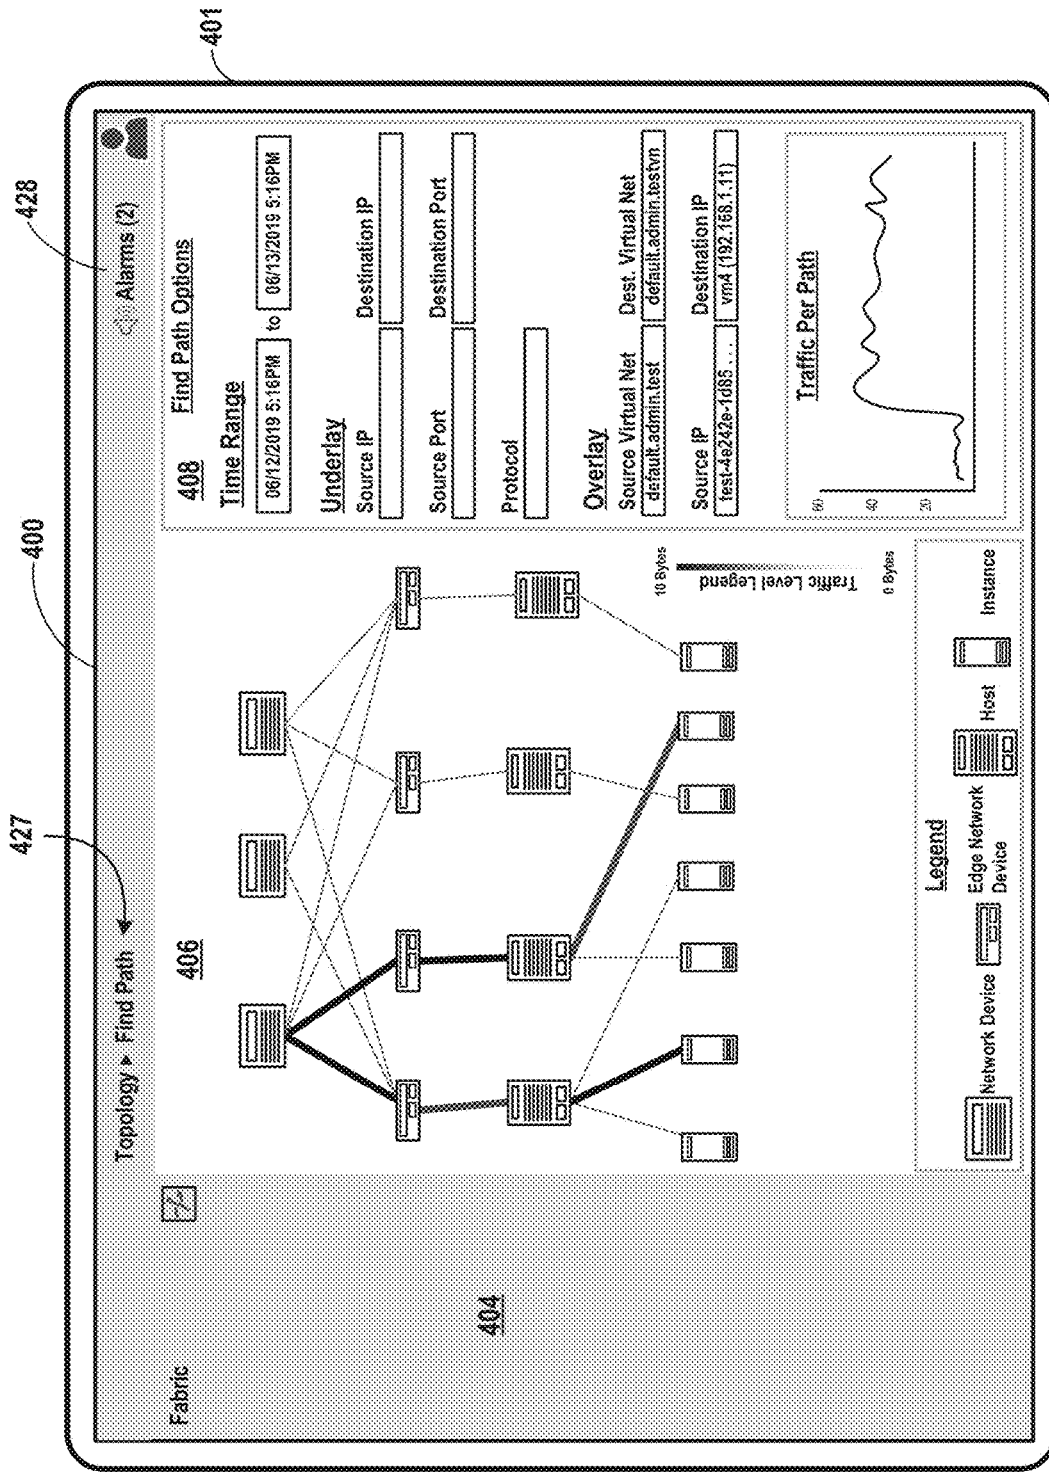 400
401
427
428
Topology ▸ Find Path
Alarms (2)
Fabric
404
406
10 Bytes
Traffic Level Legend
0 Bytes
Legend
Network Device
Edge Network
Device
Host
Instance
408
Find Path Options
Time Range
06/12/2019 5:16PM to 06/13/2019 5:16PM
Underlay
Source IP Destination IP
Source Port Destination Port
Protocol
Overlay
Source Virtual Net Dest. Virtual Net
default.admin.test default.admin.testvn
Source IP Destination IP
test-4e242e-1d85 ... vm4 (192.168.1.11)
Traffic Per Path
60
40
20